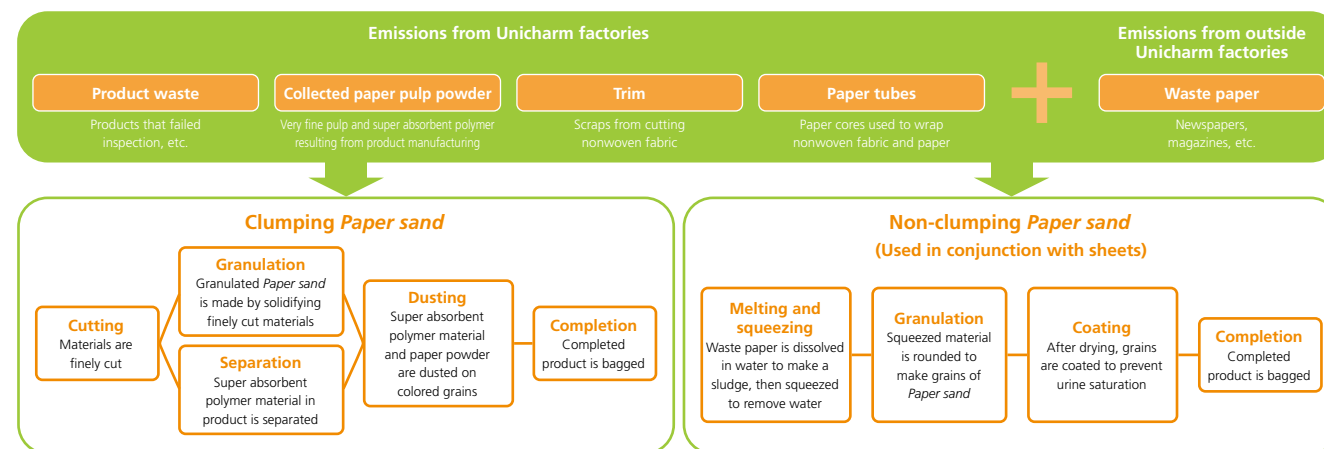 Emissions from Unicharm factories
Emissions from outside
Unicharm factories
Product waste
Products that failed
inspection, etc.
Collected paper pulp powder
Very fine pulp and super absorbent polymer
resulting from product manufacturing
Trim
Scraps from cutting
nonwoven fabric
Paper tubes
Paper cores used to wrap
nonwoven fabric and paper
+
Waste paper
Newspapers,
magazines, etc.
Clumping Paper sand
Cutting
Materials are
finely cut
Granulation
Granulated Paper sand
is made by solidifying
finely cut materials
Separation
Super absorbent
polymer material in
product is separated
Dusting
Super absorbent
polymer material
and paper powder
are dusted on
colored grains
Completion
Completed
product is bagged
Non-clumping Paper sand
(Used in conjunction with sheets)
Melting and
squeezing
Waste paper is dissolved
in water to make a
sludge, then squeezed
to remove water
Granulation
Squeezed material
is rounded to
make grains of
Paper sand
Coating
After drying, grains
are coated to prevent
urine saturation
Completion
Completed
product is bagged